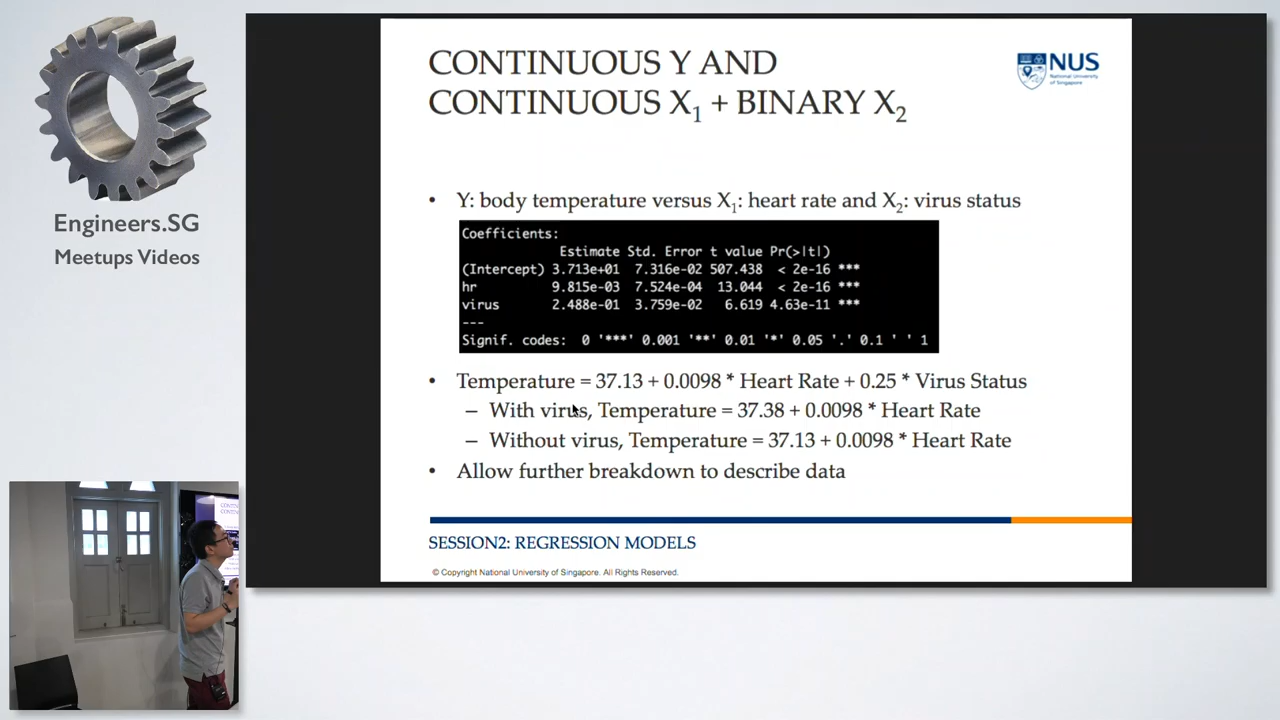 Engineers.SG
Meetups Videos
CONTINUOUS Y AND
CONTINUOUS X1 + BINARY X2
NUS
National University
of Singapore
• Y: body temperature versus X1: heart rate and X2: virus status
Coefficients:
Estimate Std. Error t value Pr(>|t|)
(Intercept) 3.713e+01 7.316e-02 507.438 < 2e-16 ***
hr 9.815e-03 7.524e-04 13.044 < 2e-16 ***
virus 2.488e-01 3.759e-02 6.619 4.63e-11 ***
---
Signif. codes: 0 '***' 0.001 '**' 0.01 '*' 0.05 '.' 0.1 ' ' 1
• Temperature = 37.13 + 0.0098 * Heart Rate + 0.25 * Virus Status
– With virus, Temperature = 37.38 + 0.0098 * Heart Rate
– Without virus, Temperature = 37.13 + 0.0098 * Heart Rate
• Allow further breakdown to describe data
SESSION2: REGRESSION MODELS
© Copyright National University of Singapore. All Rights Reserved.